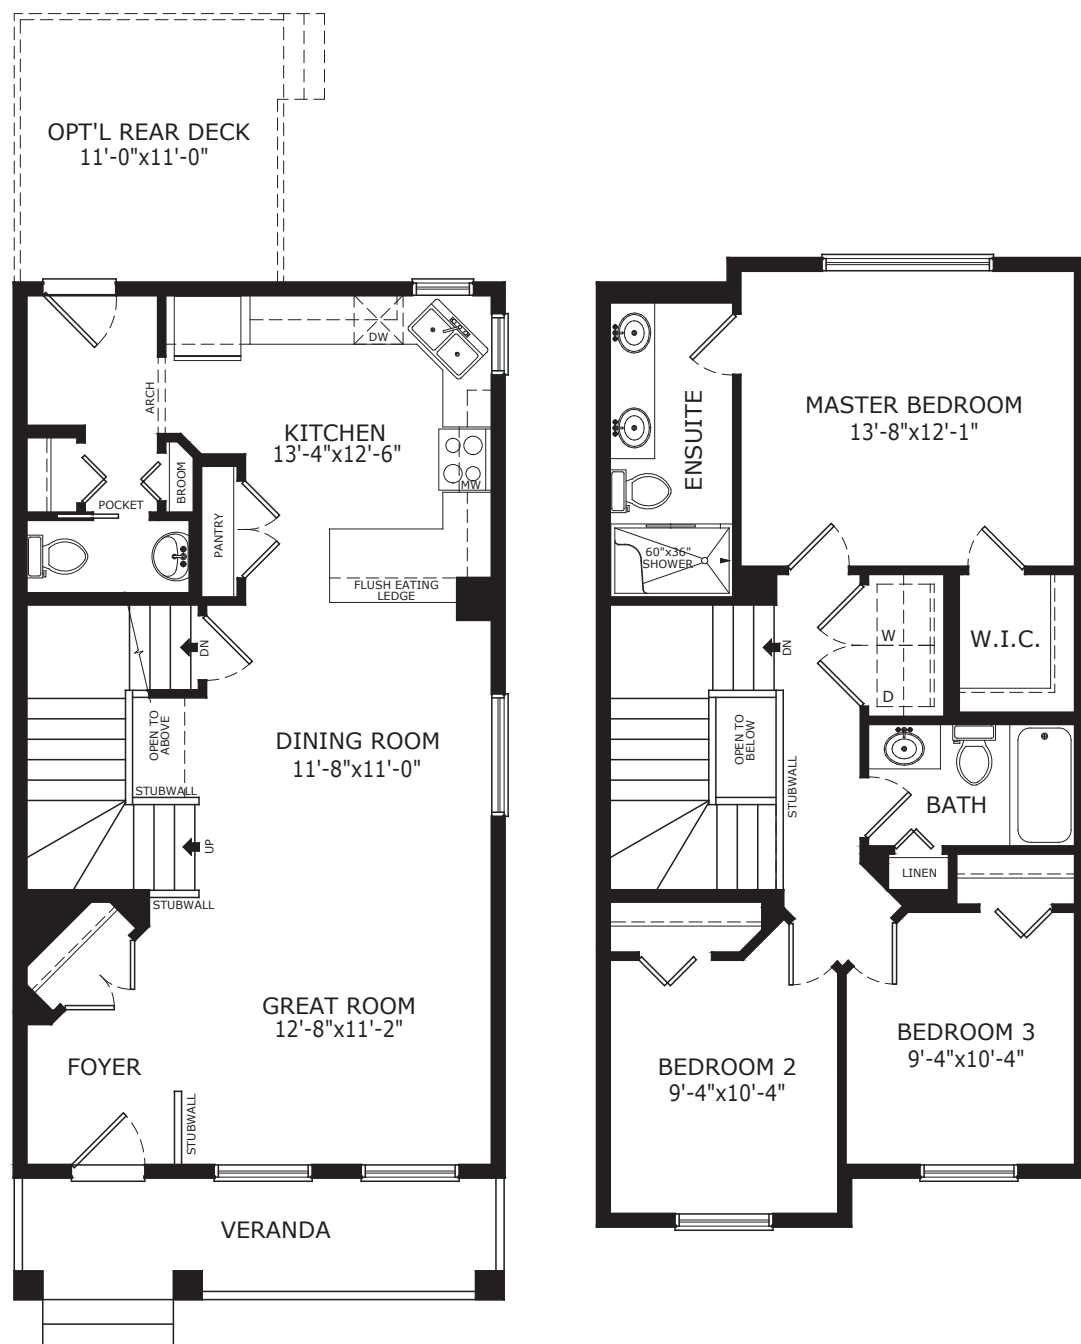 OPT'L REAR DECK
11'-0"x11'-0"
DW
ARCH
KITCHEN
13'-4"x12'-6"
MW
BROOM
POCKET
PANTRY
FLUSH EATING
LEDGE
DN
OPEN TO
ABOVE
DINING ROOM
11'-8"x11'-0"
STUBWALL
UP
STUBWALL
GREAT ROOM
12'-8"x11'-2"
FOYER
STUBWALL
VERANDA
MASTER BEDROOM
13'-8"x12'-1"
ENSUITE
60"x36"
SHOWER
DN
W
D
W.I.C.
OPEN TO
BELOW
STUBWALL
BATH
LINEN
BEDROOM 3
9'-4"x10'-4"
BEDROOM 2
9'-4"x10'-4"